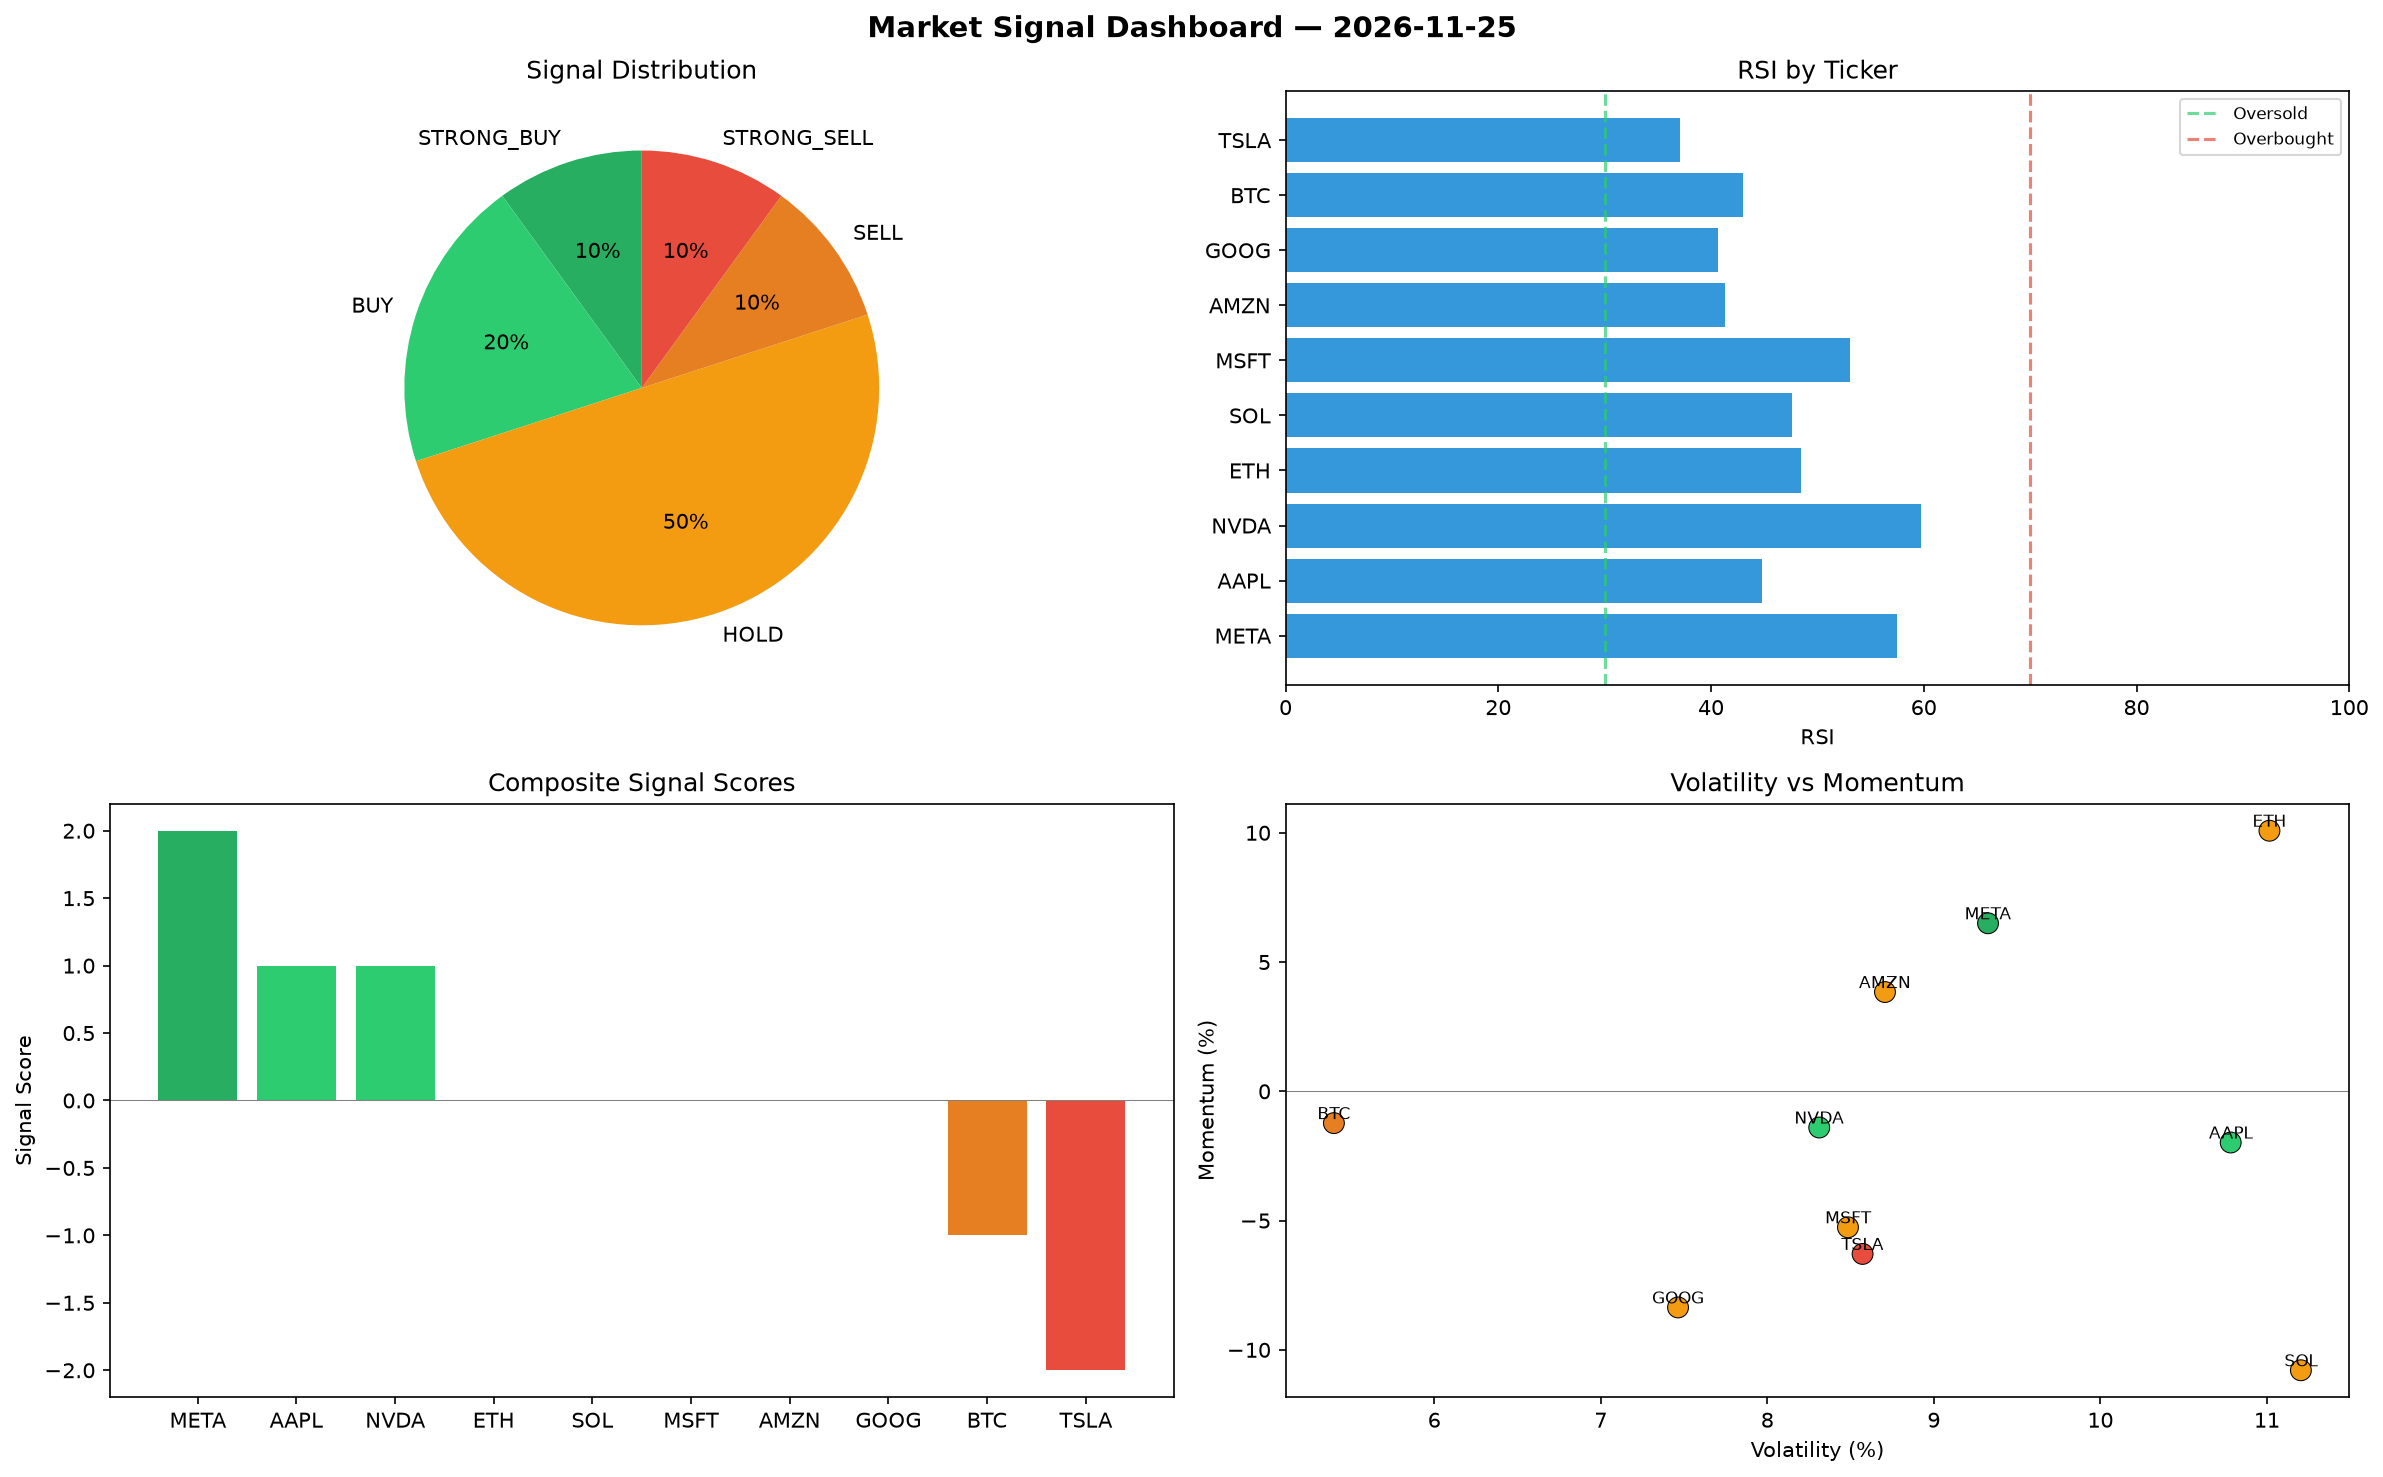 Market Signal Dashboard — 2026-11-25
Signal Distribution
STRONG_BUY
STRONG_SELL
SELL
BUY
HOLD
10%
10%
10%
20%
50%
RSI by Ticker
Oversold
Overbought
TSLA
BTC
GOOG
AMZN
MSFT
SOL
ETH
NVDA
AAPL
META
0 20 40 60 80 100
RSI
Composite Signal Scores
Signal Score
2.0
1.5
1.0
0.5
0.0
−0.5
−1.0
−1.5
−2.0
META AAPL NVDA ETH SOL MSFT AMZN GOOG BTC TSLA
Volatility vs Momentum
Momentum (%)
10
5
0
−5
−10
ETH
META
AMZN
BTC
NVDA
AAPL
MSFT
TSLA
GOOG
SOL
6 7 8 9 10 11
Volatility (%)